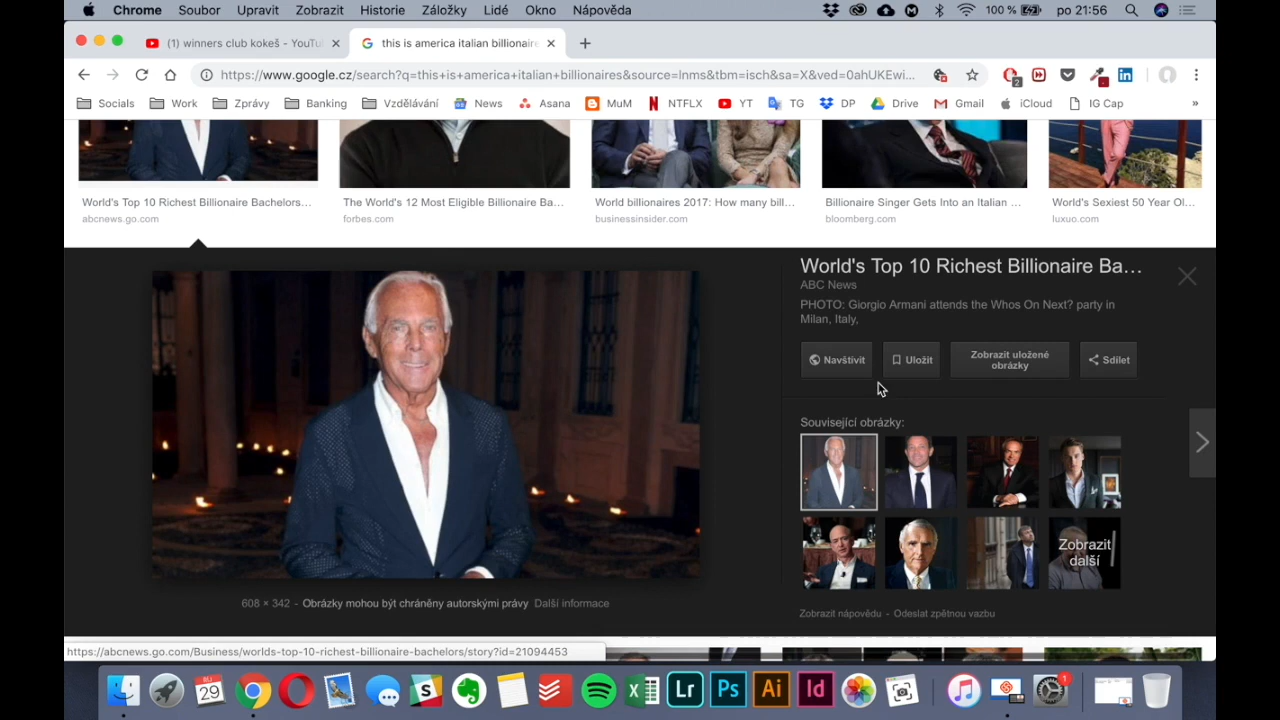 Chrome Soubor Upravit Zobrazit Historie Záložky Lidé Okno Nápověda 100 % po 21:56
(1) winners club kokeš - YouTu this is america italian billionaire
https://www.google.cz/search?q=this+is+america+italian+billionaires&source=lnms&tbm=isch&sa=X&ved=0ahUKEwi...
2
Socials Work Zprávy Banking Vzdělávání News Asana MuM NTFLX YT TG DP Drive Gmail iCloud IG Cap »
World's Top 10 Richest Billionaire Bachelors... The World's 12 Most Eligible Billionaire Ba... World billionaires 2017: How many bill... Billionaire Singer Gets Into an Italian ... World's Sexiest 50 Year Ol...
abcnews.go.com forbes.com businessinsider.com bloomberg.com luxuo.com
World's Top 10 Richest Billionaire Ba...
ABC News
PHOTO: Giorgio Armani attends the Whos On Next? party in
Milan, Italy,
Navštívit Uložit Zobrazit uložené
obrázky Sdílet
Související obrázky:
Zobrazit
další
608 × 342 - Obrázky mohou být chráněny autorskými právy Další informace
Zobrazit nápovědu - Odeslat zpětnou vazbu
https://abcnews.go.com/Business/worlds-top-10-richest-billionaire-bachelors/story?id=21094453
29 Lr Ps Ai Id 1